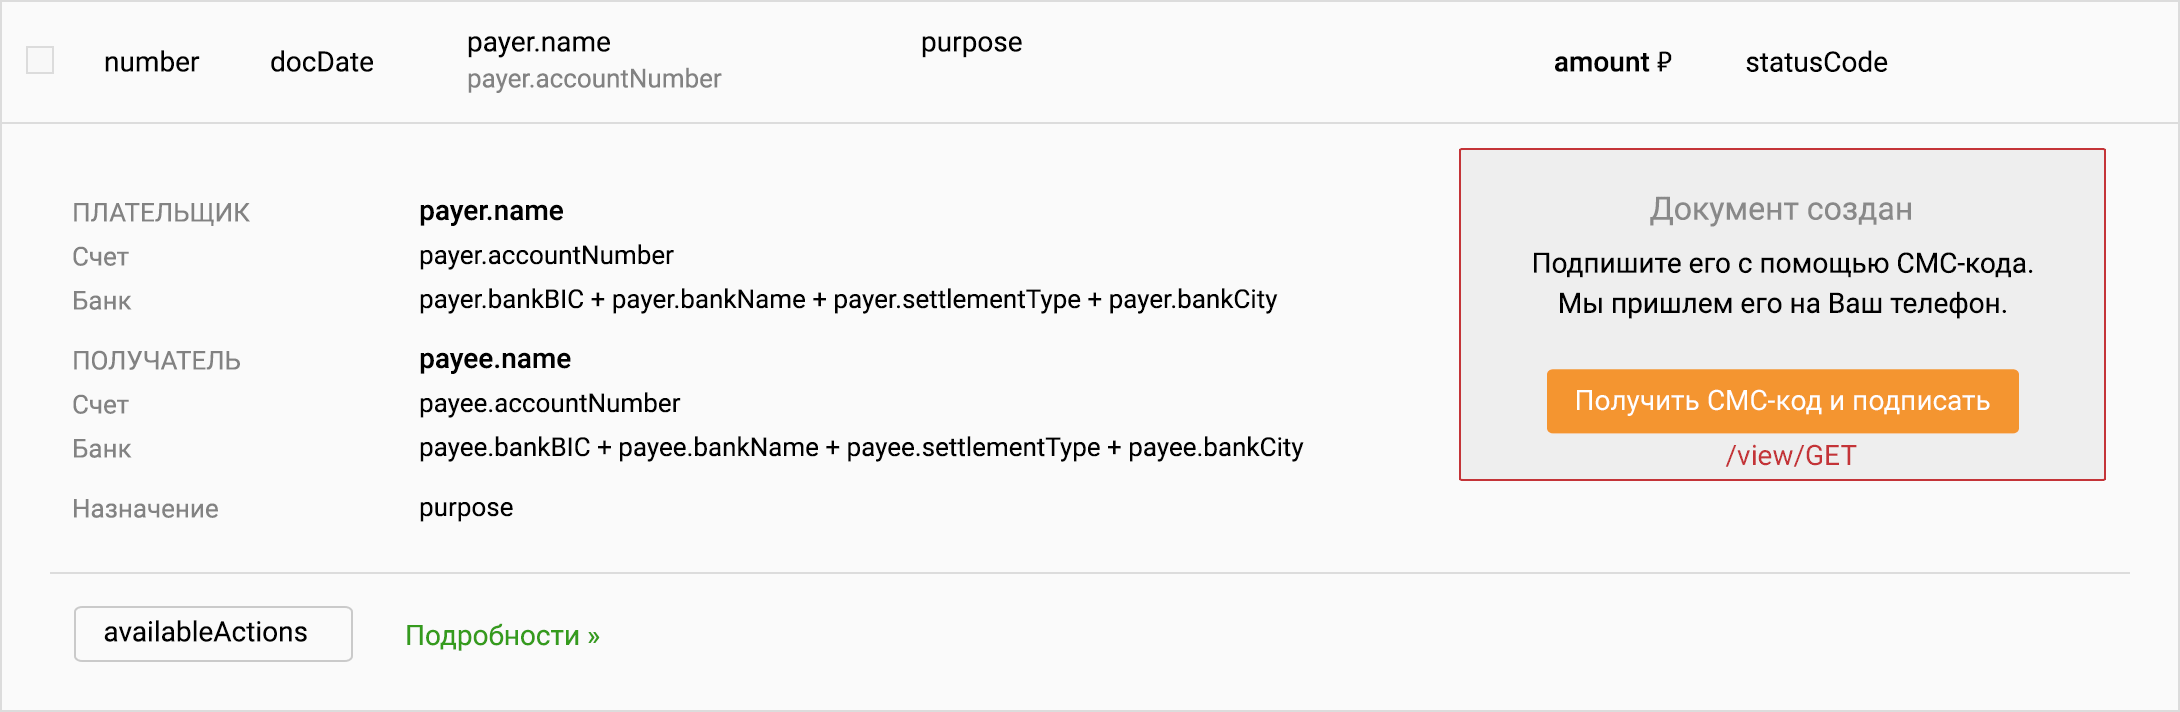 number docDate payer.name purpose amount ₽ statusCode
payer.accountNumber
ПЛАТЕЛЬЩИК payer.name
Счет payer.accountNumber
Банк payer.bankBIC + payer.bankName + payer.settlementType + payer.bankCity
ПОЛУЧАТЕЛЬ payee.name
Счет payee.accountNumber
Банк payee.bankBIC + payee.bankName + payee.settlementType + payee.bankCity
Назначение purpose
Документ создан
Подпишите его с помощью СМС-кода.
Мы пришлем его на Ваш телефон.
Получить СМС-код и подписать
/view/GET
availableActions Подробности »